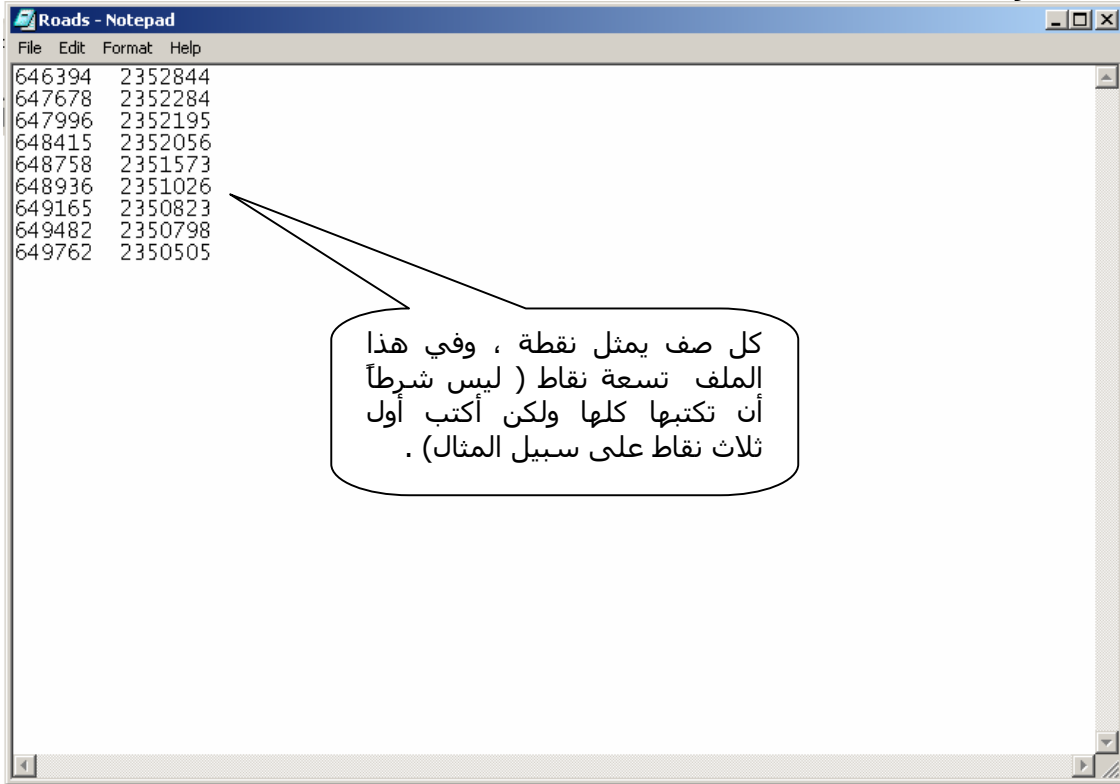 Roads - Notepad
File Edit Format Help
646394 2352844
647678 2352284
647996 2352195
648415 2352056
648758 2351573
648936 2351026
649165 2350823
649482 2350798
649762 2350505
كل صف يمثل نقطة ، وفي هذا
الملف تسعة نقاط ( ليس شرطاً
أن تكتبها كلها ولكن أكتب أول
ثلاث نقاط على سبيل المثال) .